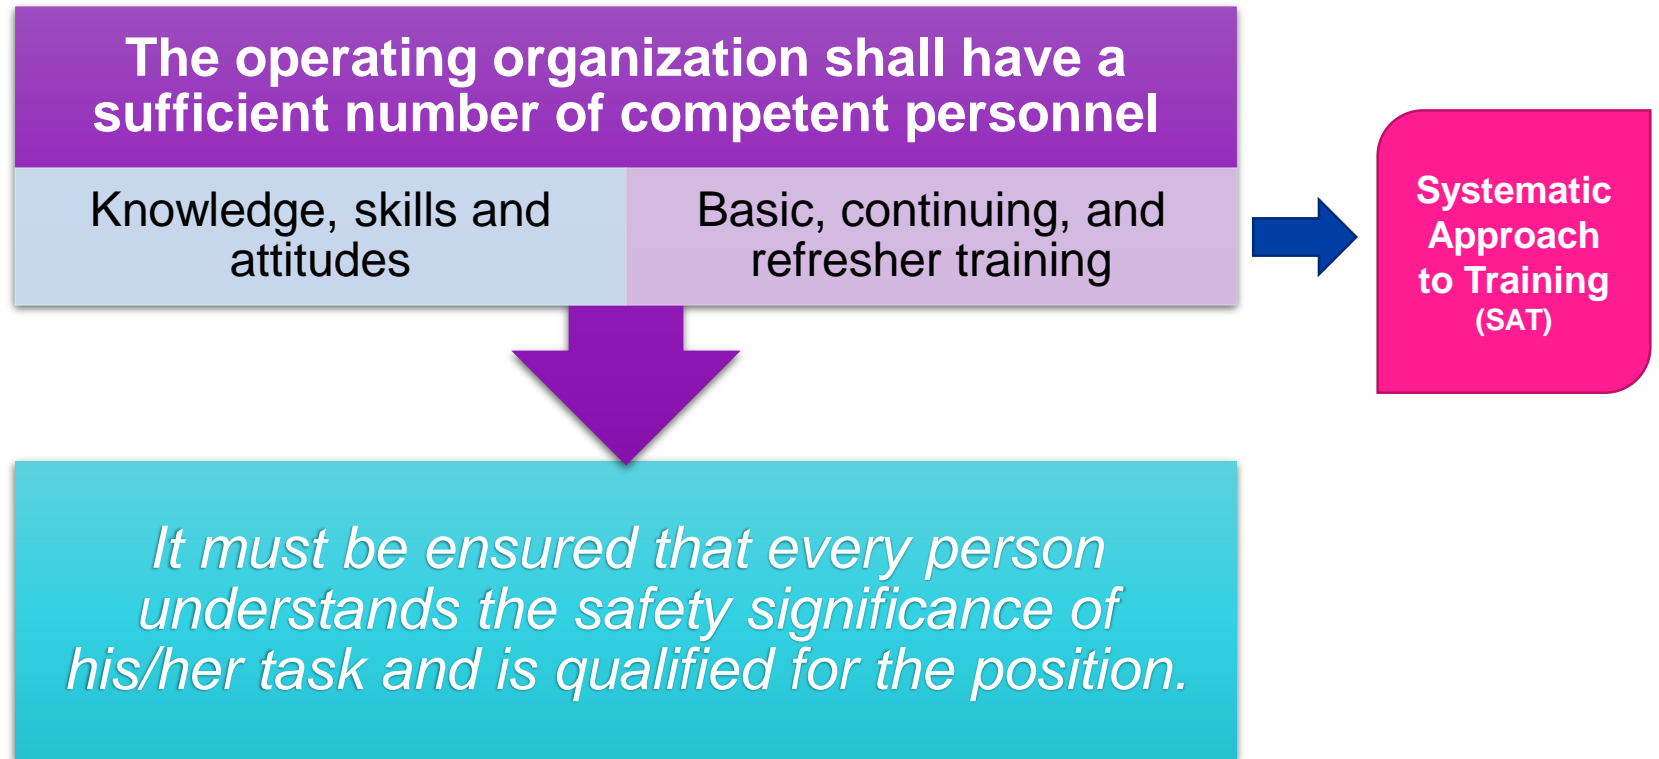 The operating organization shall have a
sufficient number of competent personnel
Knowledge, skills and
attitudes
Basic, continuing, and
refresher training
Systematic
Approach
to Training
(SAT)
It must be ensured that every person
understands the safety significance of
his/her task and is qualified for the position.